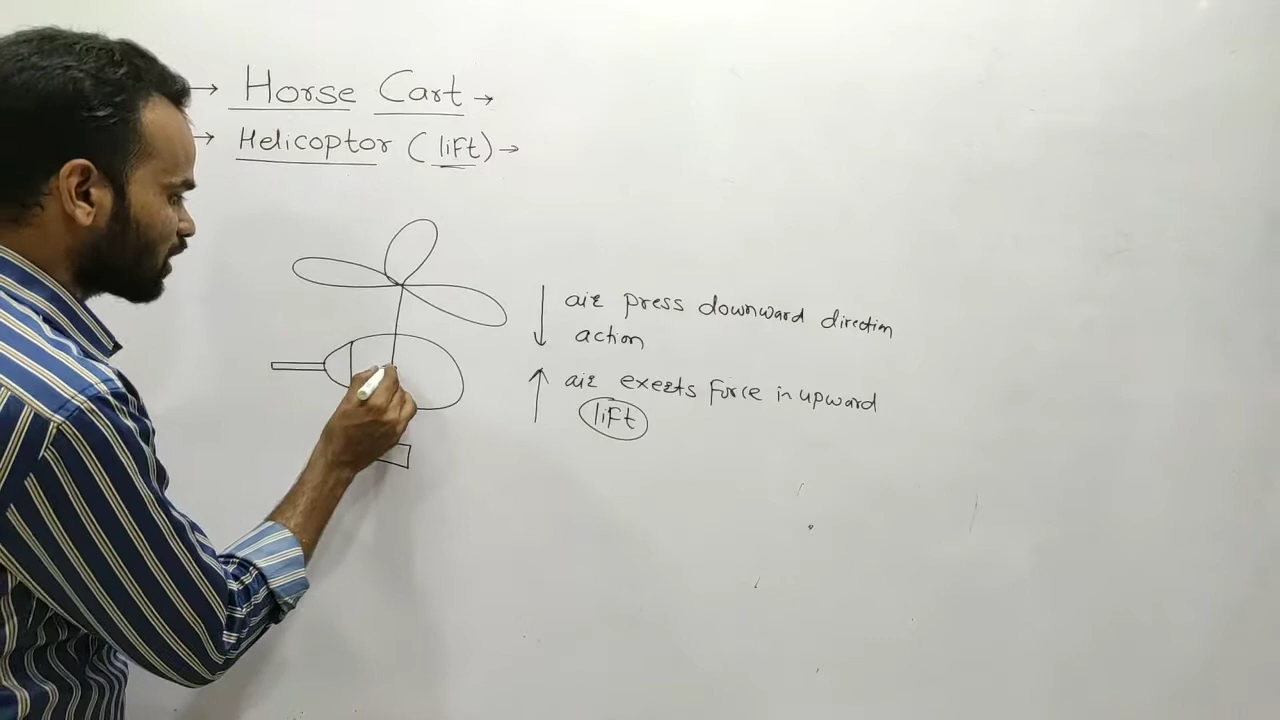 → Horse Cart →
→ Helicoptor (lift) →
↓ air press downward direction
action
↑ air exerts force in upward
lift